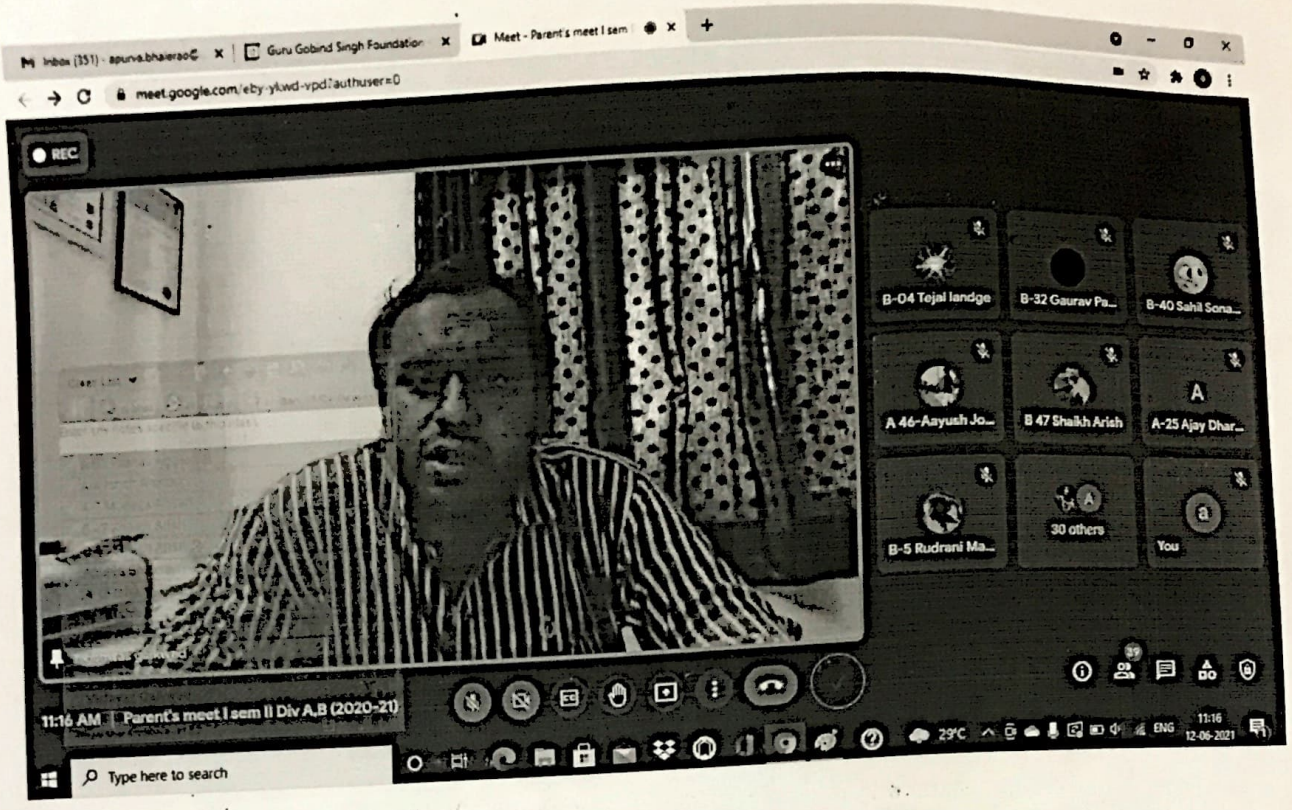 Inbox (351) - apurva.bhalerao@
Guru Gobind Singh Foundation
Meet - Parent's meet I sem
meet.google.com/eby-ykwd-vpd?authuser=0
REC
B-04 Tejal landge
B-32 Gaurav Pa...
B-40 Sahil Sona...
A 46-Aayush Jo...
B 47 Shaikh Arish
A
A-25 Ajay Dhar...
B-5 Rudrani Ma...
A
30 others
a
You
39
11:16 AM | Parent's meet I sem II Div A,B (2020-21)
Type here to search
29°C
ENG
11:16
12-06-2021